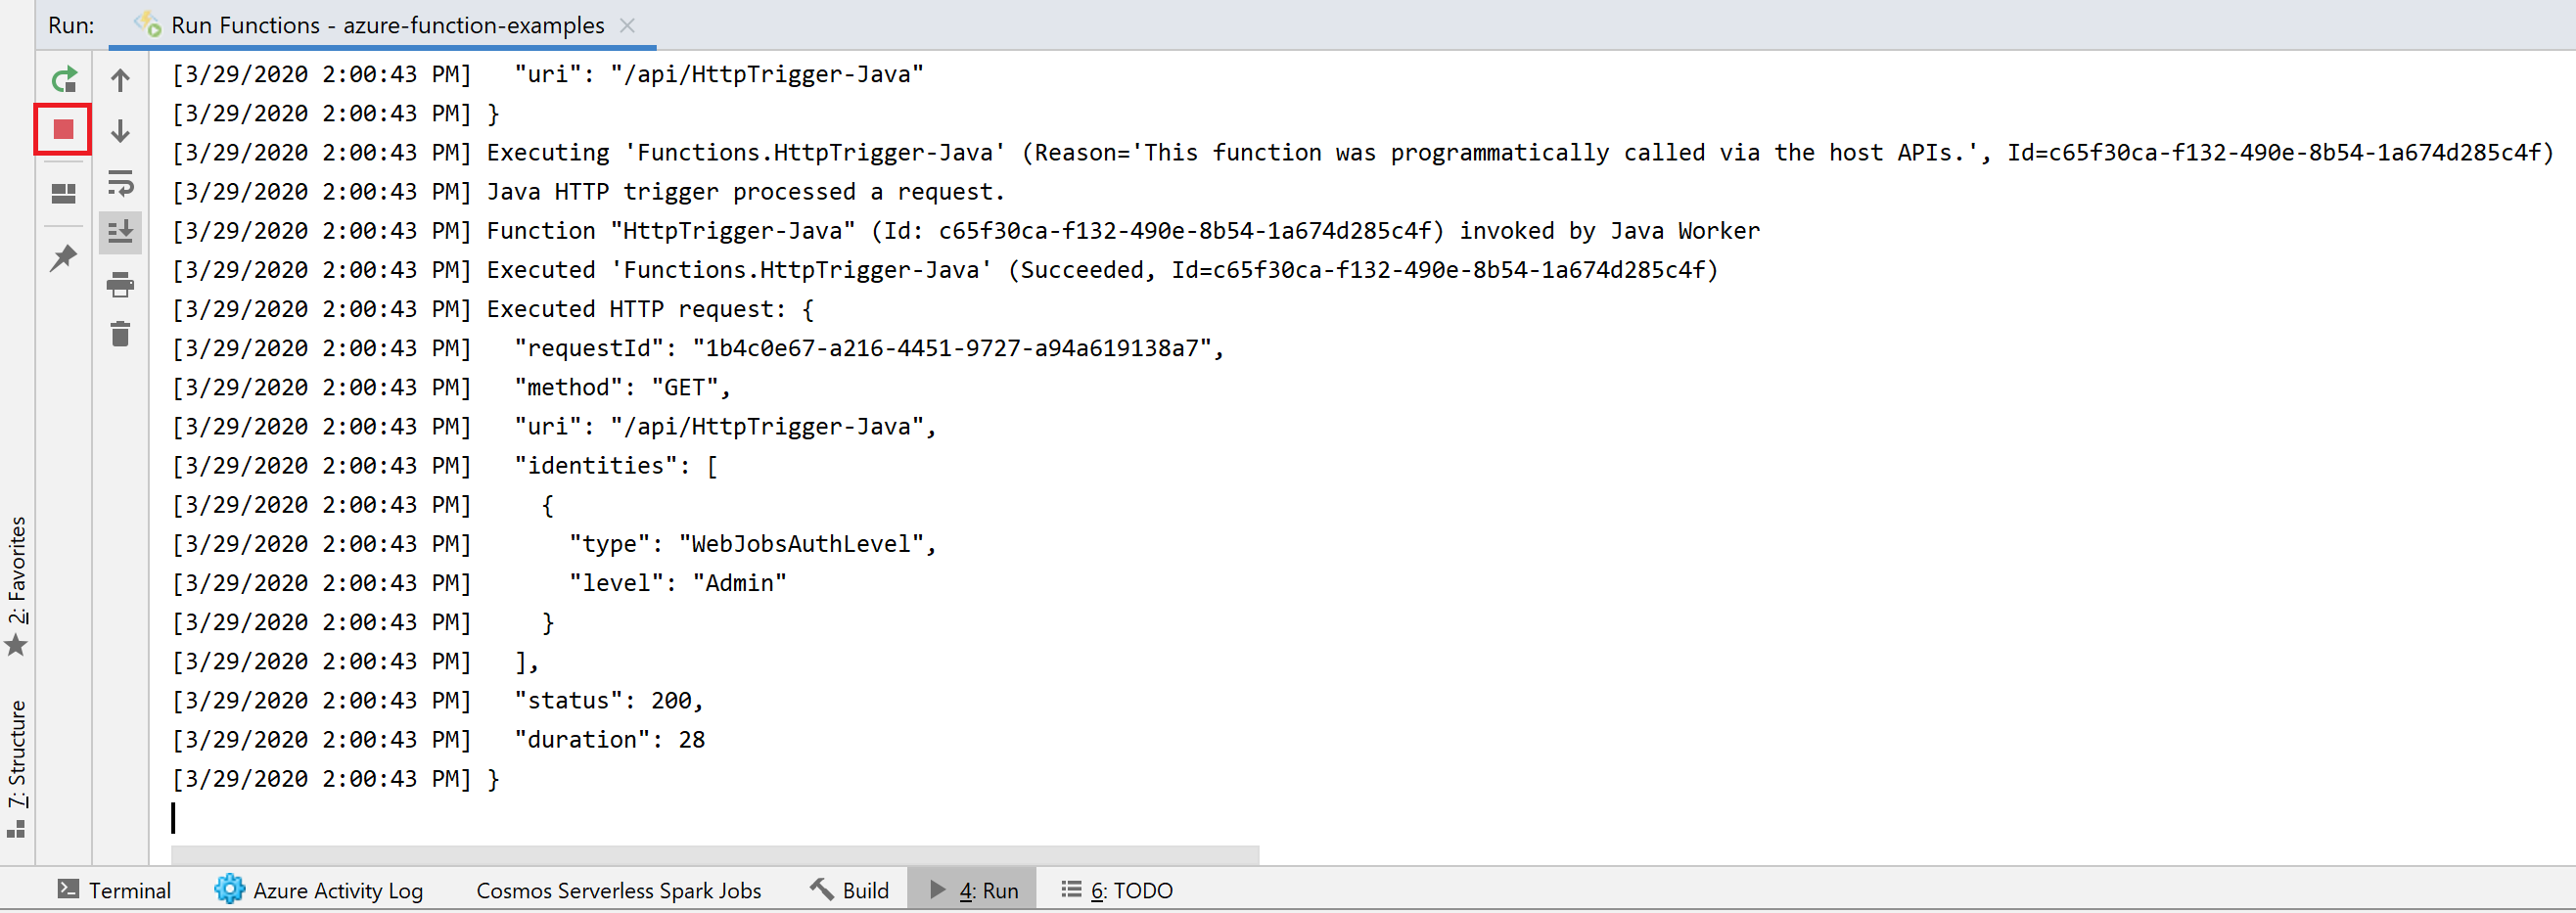 Run:
Run Functions - azure-function-examples
[3/29/2020 2:00:43 PM]   "uri": "/api/HttpTrigger-Java"
[3/29/2020 2:00:43 PM] }
[3/29/2020 2:00:43 PM] Executing 'Functions.HttpTrigger-Java' (Reason='This function was programmatically called via the host APIs.', Id=c65f30ca-f132-490e-8b54-1a674d285c4f)
[3/29/2020 2:00:43 PM] Java HTTP trigger processed a request.
[3/29/2020 2:00:43 PM] Function "HttpTrigger-Java" (Id: c65f30ca-f132-490e-8b54-1a674d285c4f) invoked by Java Worker
[3/29/2020 2:00:43 PM] Executed 'Functions.HttpTrigger-Java' (Succeeded, Id=c65f30ca-f132-490e-8b54-1a674d285c4f)
[3/29/2020 2:00:43 PM] Executed HTTP request: {
[3/29/2020 2:00:43 PM]   "requestId": "1b4c0e67-a216-4451-9727-a94a619138a7",
[3/29/2020 2:00:43 PM]   "method": "GET",
[3/29/2020 2:00:43 PM]   "uri": "/api/HttpTrigger-Java",
[3/29/2020 2:00:43 PM]   "identities": [
[3/29/2020 2:00:43 PM]     {
[3/29/2020 2:00:43 PM]       "type": "WebJobsAuthLevel",
[3/29/2020 2:00:43 PM]       "level": "Admin"
[3/29/2020 2:00:43 PM]     }
[3/29/2020 2:00:43 PM]   ],
[3/29/2020 2:00:43 PM]   "status": 200,
[3/29/2020 2:00:43 PM]   "duration": 28
[3/29/2020 2:00:43 PM] }
2: Favorites
7: Structure
Terminal
Azure Activity Log
Cosmos Serverless Spark Jobs
Build
4: Run
6: TODO